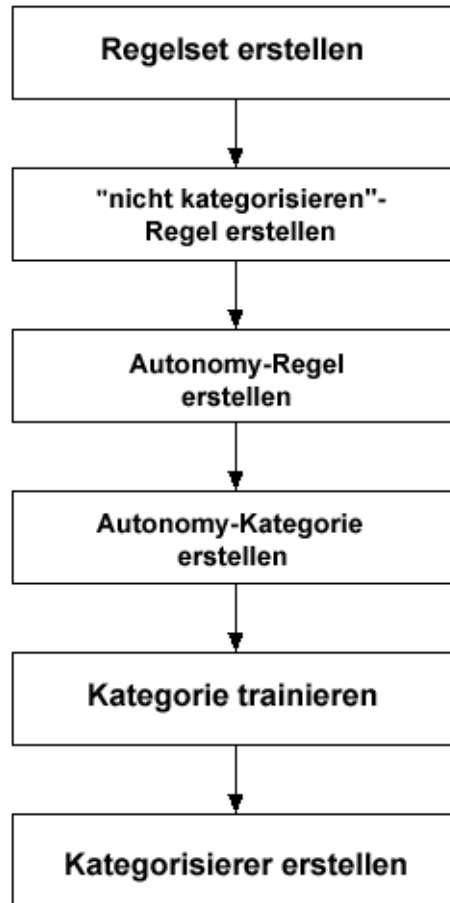 Regelset erstellen
"nicht kategorisieren"-
Regel erstellen
Autonomy-Regel
erstellen
Autonomy-Kategorie
erstellen
Kategorie trainieren
Kategorisierer erstellen